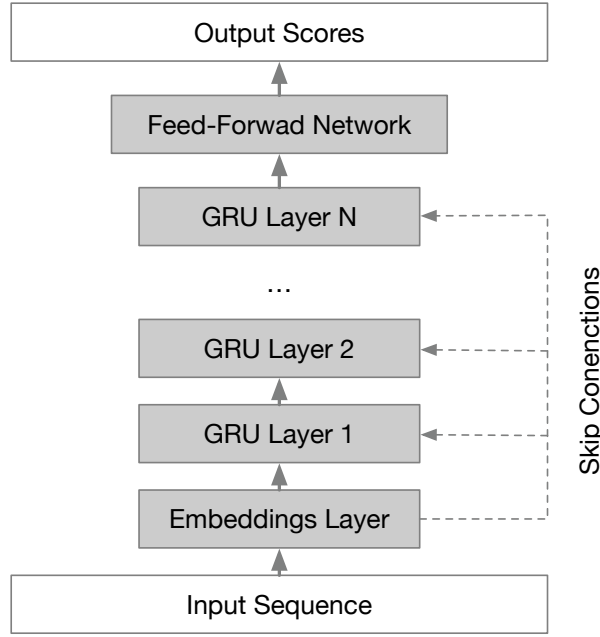 Output Scores
Feed-Forwad Network
GRU Layer N
...
GRU Layer 2
GRU Layer 1
Embeddings Layer
Input Sequence
Skip Conenctions